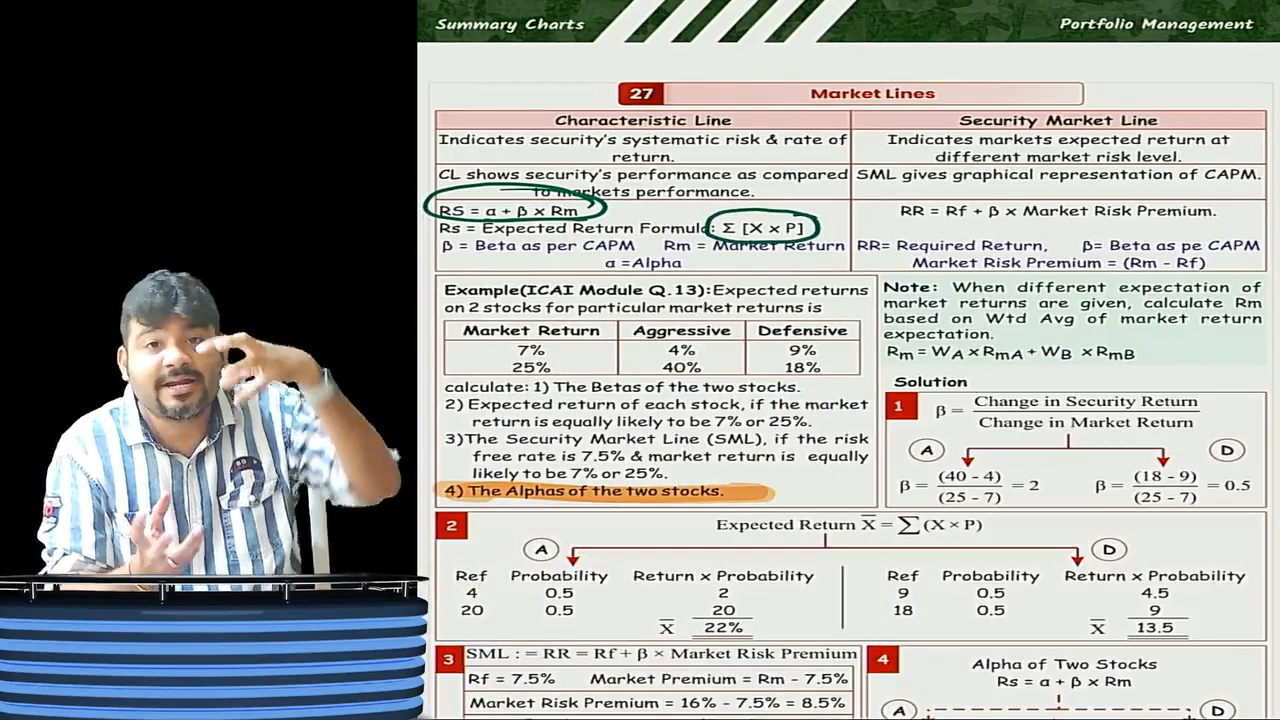 Summary Charts
Portfolio Management
27 Market Lines
Characteristic Line
Security Market Line
Indicates security's systematic risk & rate of return.
Indicates markets expected return at different market risk level.
CL shows security's performance as compared to markets performance.
SML gives graphical representation of CAPM.
RS = α + β × Rm
Rs = Expected Return Formula: Σ [X × P]
β = Beta as per CAPM Rm = Market Return
α =Alpha
RR = Rf + β × Market Risk Premium.
RR= Required Return, β= Beta as pe CAPM
Market Risk Premium = (Rm - Rf)
Example(ICAI Module Q.13):Expected returns
on 2 stocks for particular market returns is
Market Return Aggressive Defensive
7% 4% 9%
25% 40% 18%
calculate: 1) The Betas of the two stocks.
2) Expected return of each stock, if the market
return is equally likely to be 7% or 25%.
3)The Security Market Line (SML), if the risk
free rate is 7.5% & market return is equally
likely to be 7% or 25%.
4) The Alphas of the two stocks.
Note: When different expectation of
market returns are given, calculate Rm
based on Wtd Avg of market return
expectation.
Rm = WA×RmA + WB ×RmB
Solution
1 β = Change in Security Return / Change in Market Return
A D
β = (40 - 4) / (25 - 7) = 2 β = (18 - 9) / (25 - 7) = 0.5
2 Expected Return X̅ = ∑(X × P)
A D
Ref Probability Return x Probability Ref Probability Return x Probability
4 0.5 2 9 0.5 4.5
20 0.5 20 18 0.5 9
X̅ 22% X̅ 13.5
3 SML : = RR = Rf + β × Market Risk Premium
Rf = 7.5% Market Premium = Rm - 7.5%
Market Risk Premium = 16% - 7.5% = 8.5%
4 Alpha of Two Stocks
Rs = α + β × Rm
A D